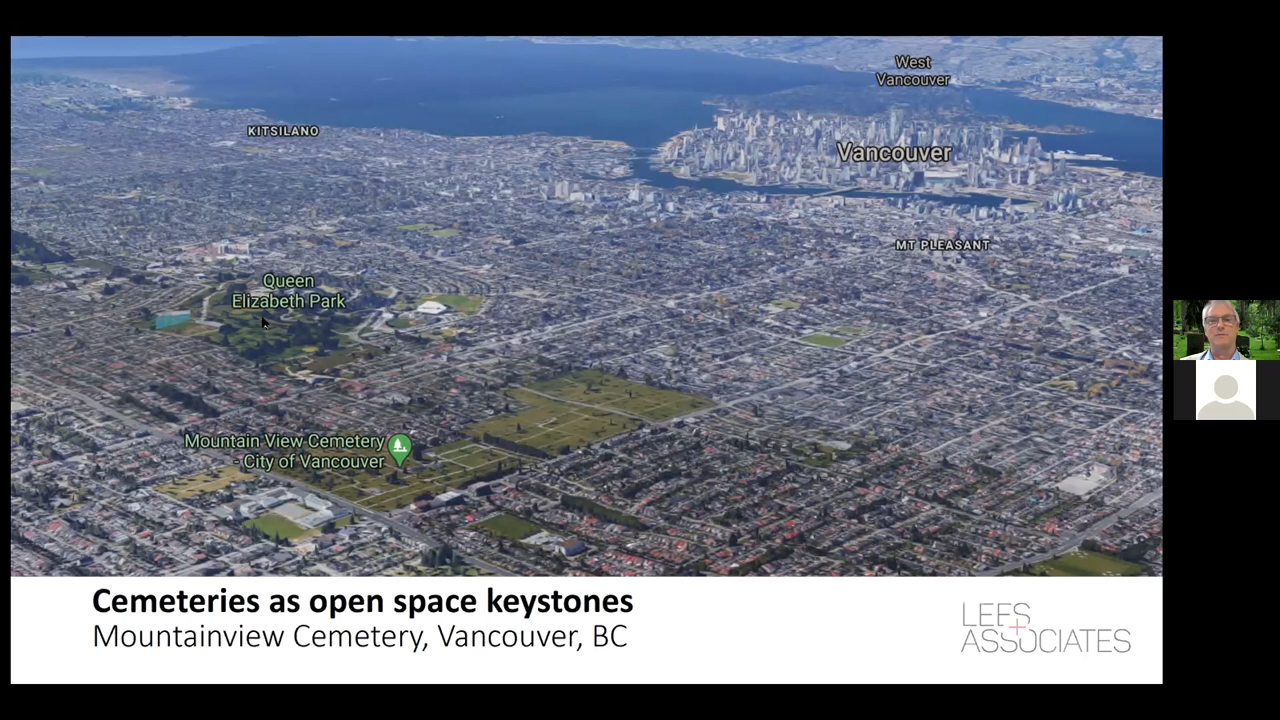 West
Vancouver
KITSILANO
Vancouver
MT PLEASANT
Queen
Elizabeth Park
Mountain View Cemetery
- City of Vancouver
Cemeteries as open space keystones
Mountainview Cemetery, Vancouver, BC
LEES
+
ASSOCIATES